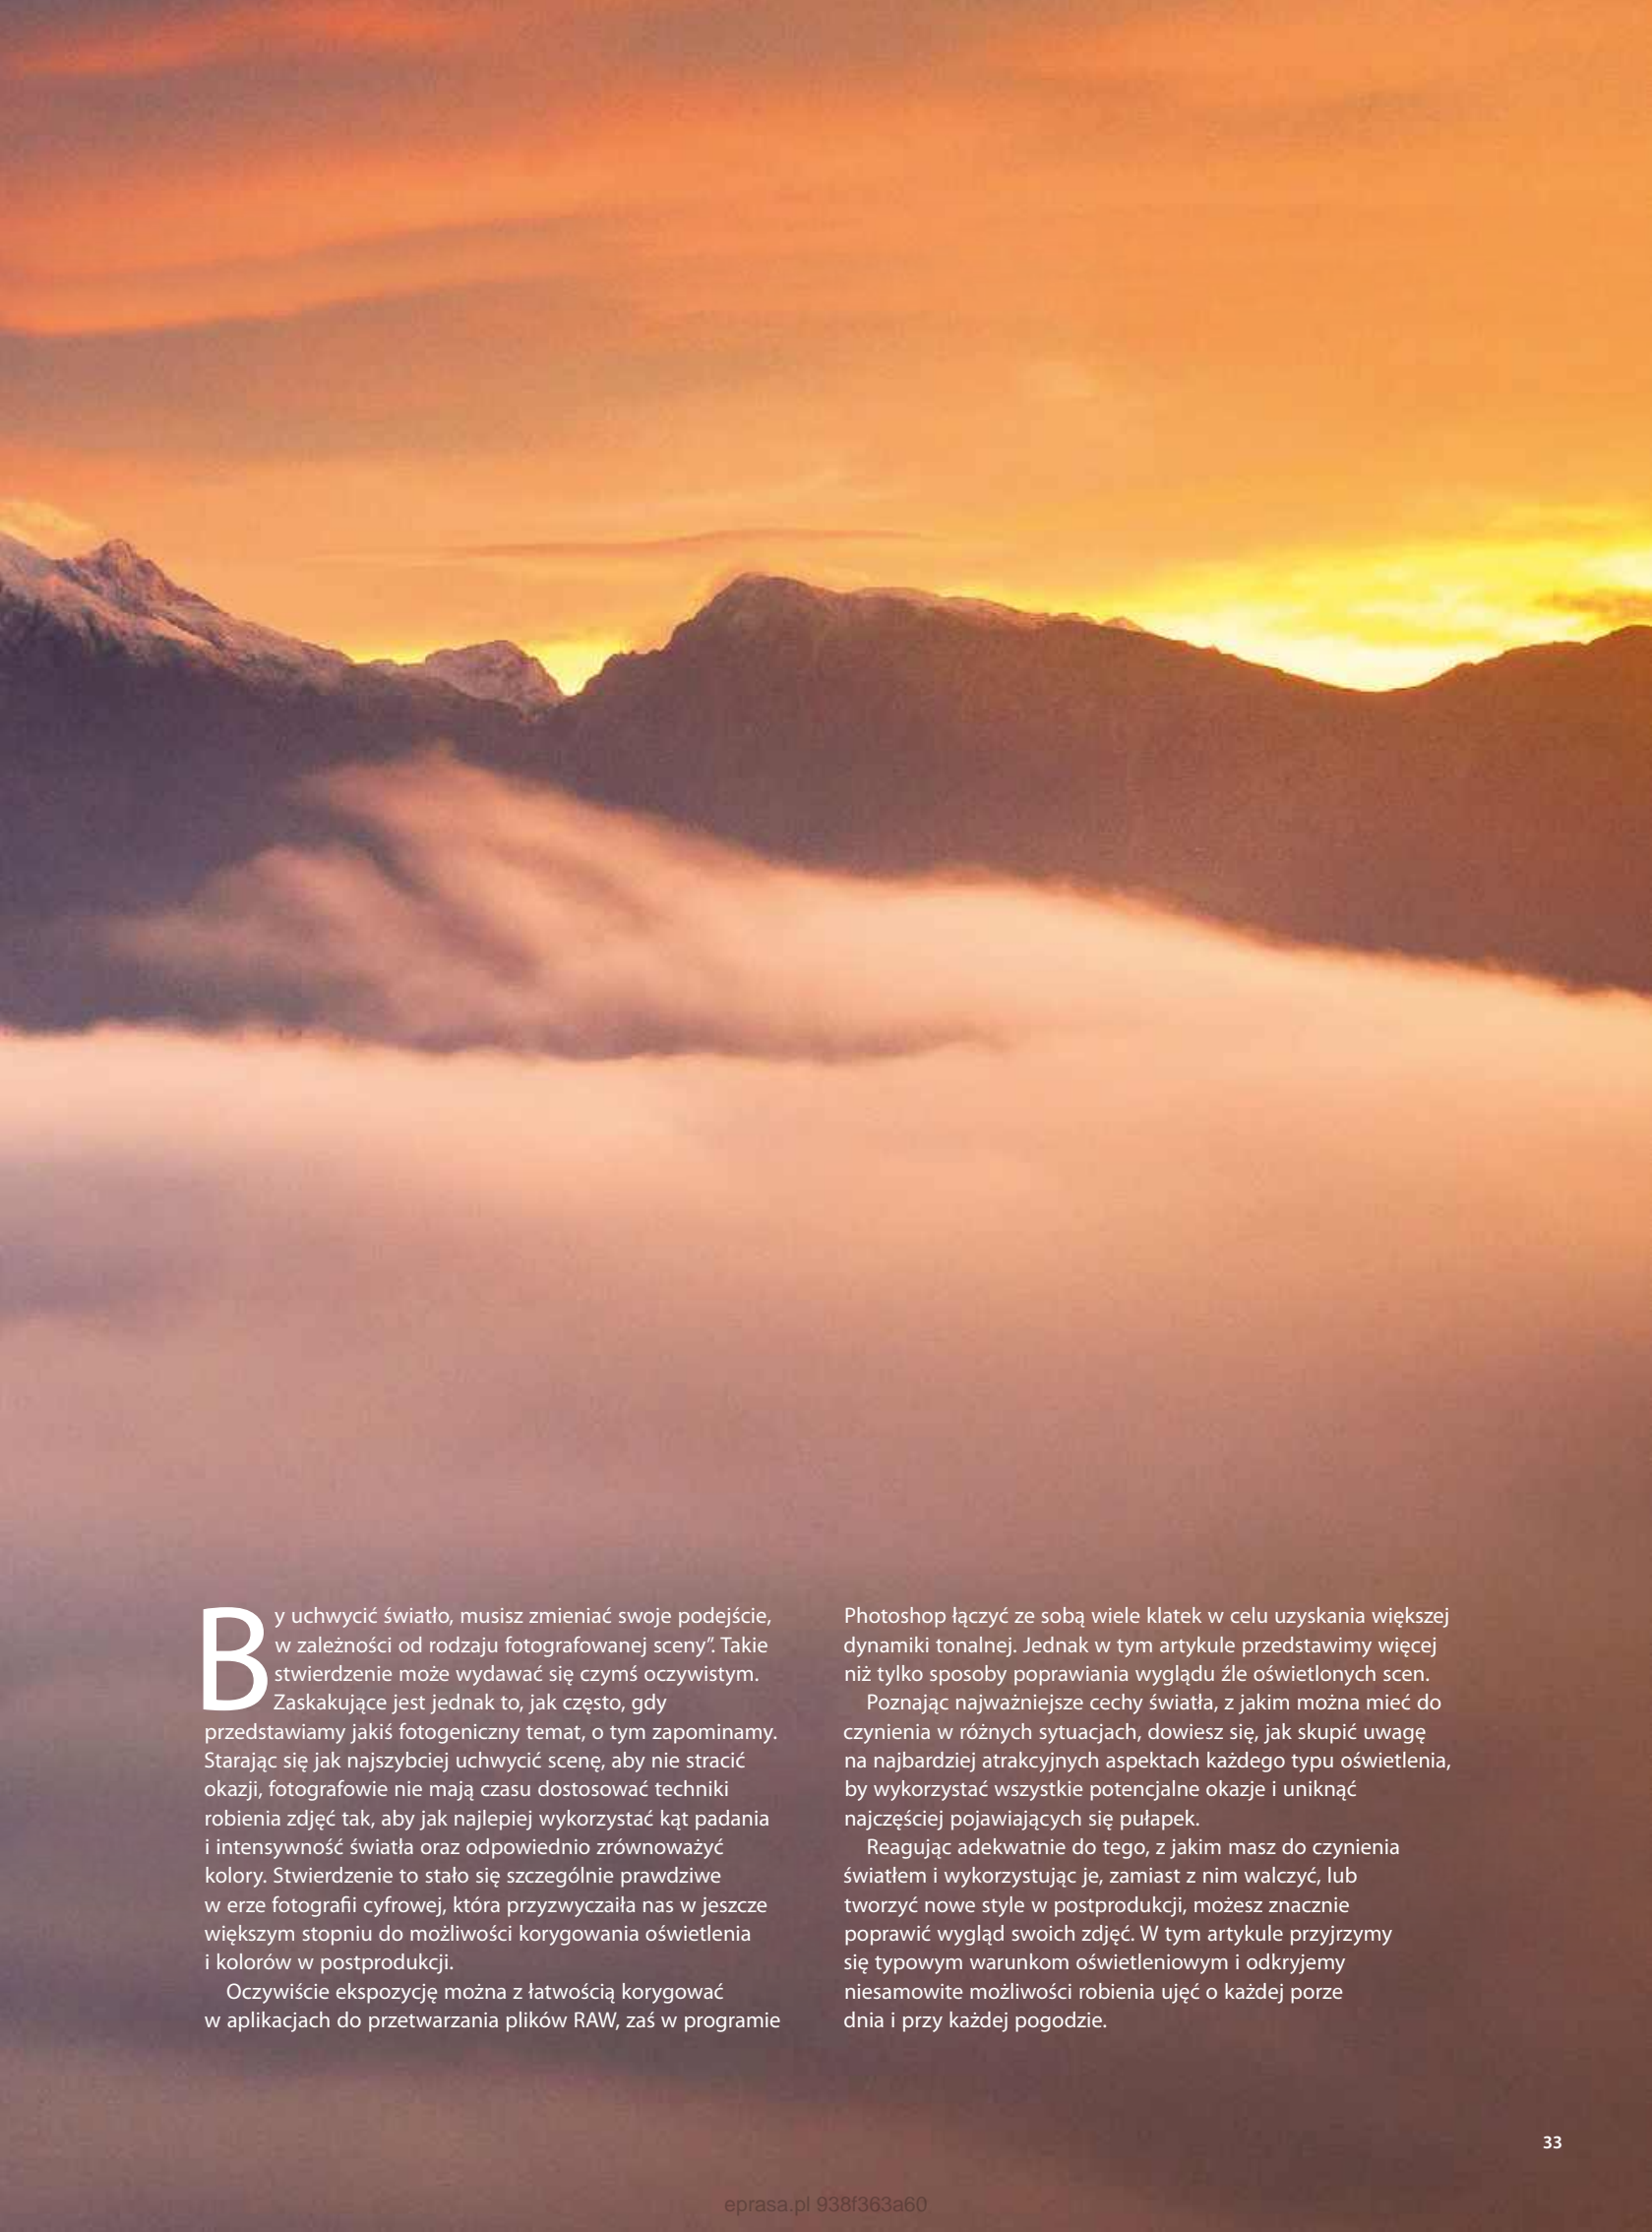 By uchwycić światło, musisz zmieniać swoje podejście,
w zależności od rodzaju fotografowanej sceny”. Takie
stwierdzenie może wydawać się czymś oczywistym.
Zaskakujące jest jednak to, jak często, gdy
przedstawiamy jakiś fotogeniczny temat, o tym zapominamy.
Starając się jak najszybciej uchwycić scenę, aby nie stracić
okazji, fotografowie nie mają czasu dostosować techniki
robienia zdjęć tak, aby jak najlepiej wykorzystać kąt padania
i intensywność światła oraz odpowiednio zrównoważyć
kolory. Stwierdzenie to stało się szczególnie prawdziwe
w erze fotografii cyfrowej, która przyzwyczaiła nas w jeszcze
większym stopniu do możliwości korygowania oświetlenia
i kolorów w postprodukcji.
Oczywiście ekspozycję można z łatwością korygować
w aplikacjach do przetwarzania plików RAW, zaś w programie
Photoshop łączyć ze sobą wiele klatek w celu uzyskania większej
dynamiki tonalnej. Jednak w tym artykule przedstawimy więcej
niż tylko sposoby poprawiania wyglądu źle oświetlonych scen.
Poznając najważniejsze cechy światła, z jakim można mieć do
czynienia w różnych sytuacjach, dowiesz się, jak skupić uwagę
na najbardziej atrakcyjnych aspektach każdego typu oświetlenia,
by wykorzystać wszystkie potencjalne okazje i uniknąć
najczęściej pojawiających się pułapek.
Reagując adekwatnie do tego, z jakim masz do czynienia
światłem i wykorzystując je, zamiast z nim walczyć, lub
tworzyć nowe style w postprodukcji, możesz znacznie
poprawić wygląd swoich zdjęć. W tym artykule przyjrzymy
się typowym warunkom oświetleniowym i odkryjemy
niesamowite możliwości robienia ujęć o każdej porze
dnia i przy każdej pogodzie.
33
eprasa.pl 938f363a60